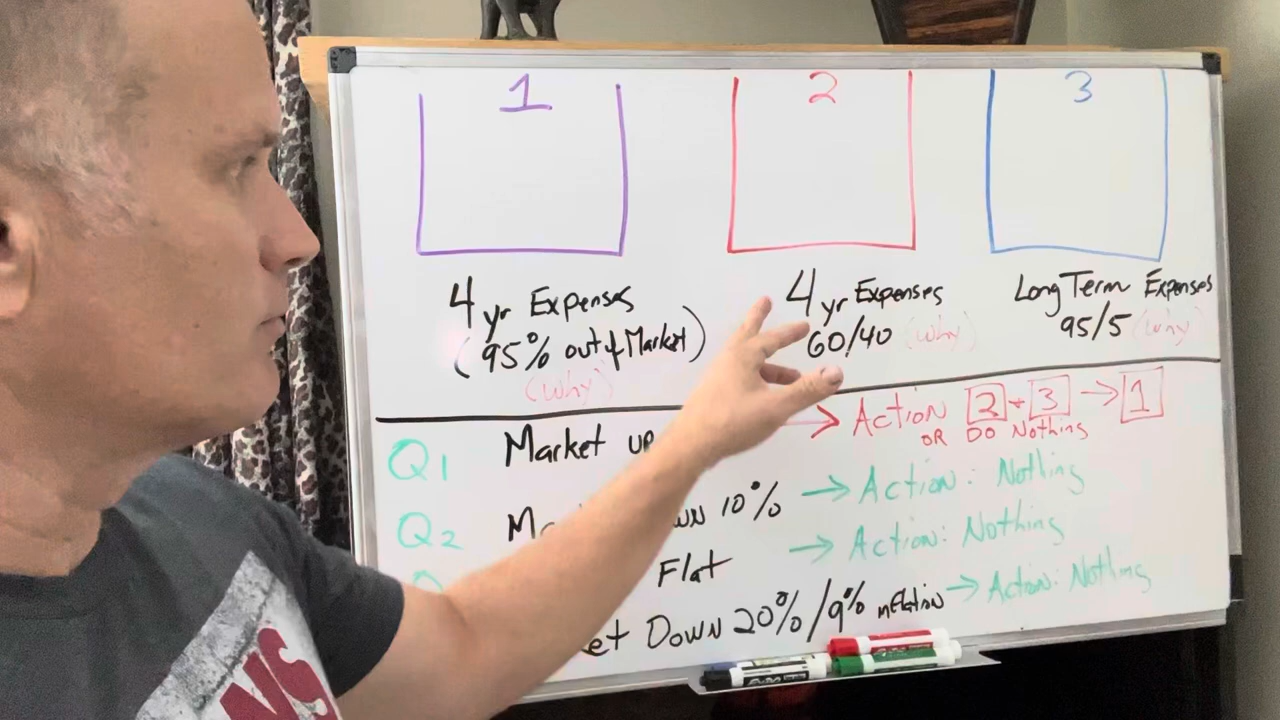 1
2
3
4 yr Expenses
(95% out of Market)
(why)
4 yr Expenses
60/40 (why)
Long Term Expenses
95/5 (why)
Q1 Market up → Action 2 + 3 → 1
OR DO Nothing
Q2 10% → Action: Nothing
Flat → Action: Nothing
Down 20%/9% inflation → Action: Nothing
NS
EXPO